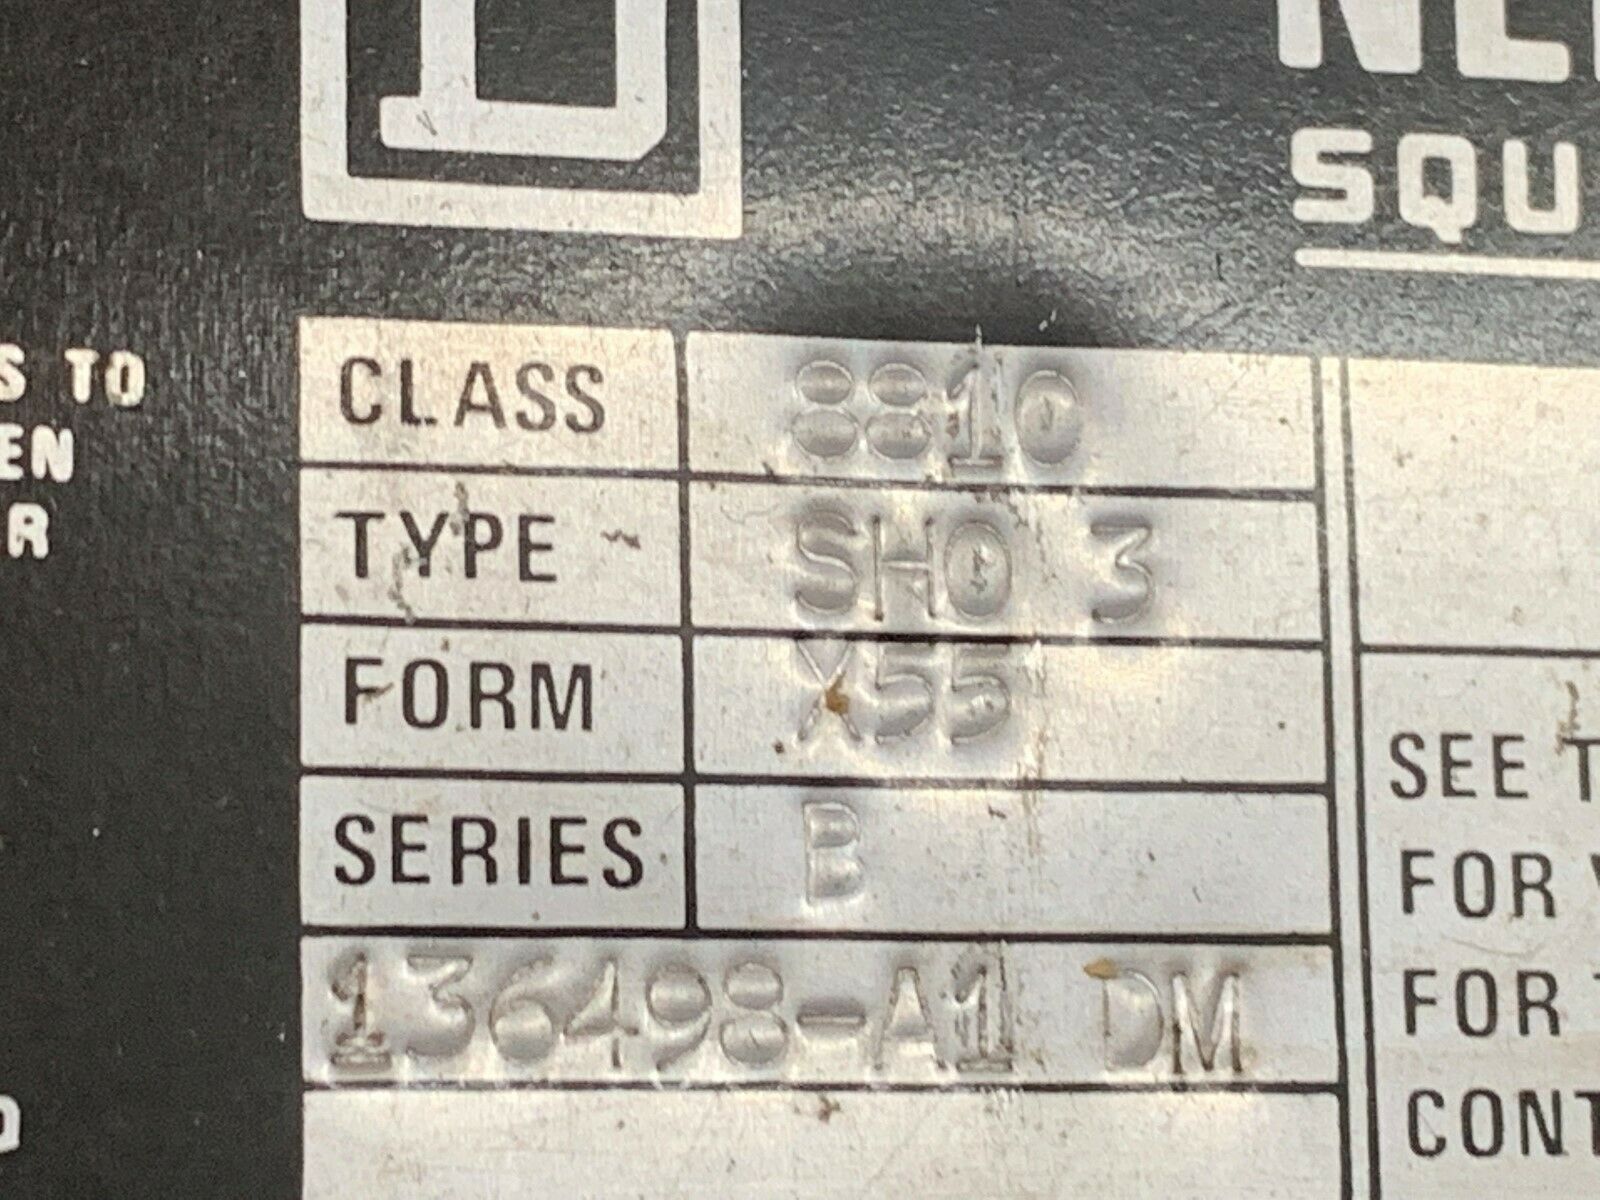 D
SQU
S TO
EN
R
CLASS 8810
TYPE SHO 3
FORM X55
SERIES B
136498-A1 DM
SEE T
FOR
FOR
CONT